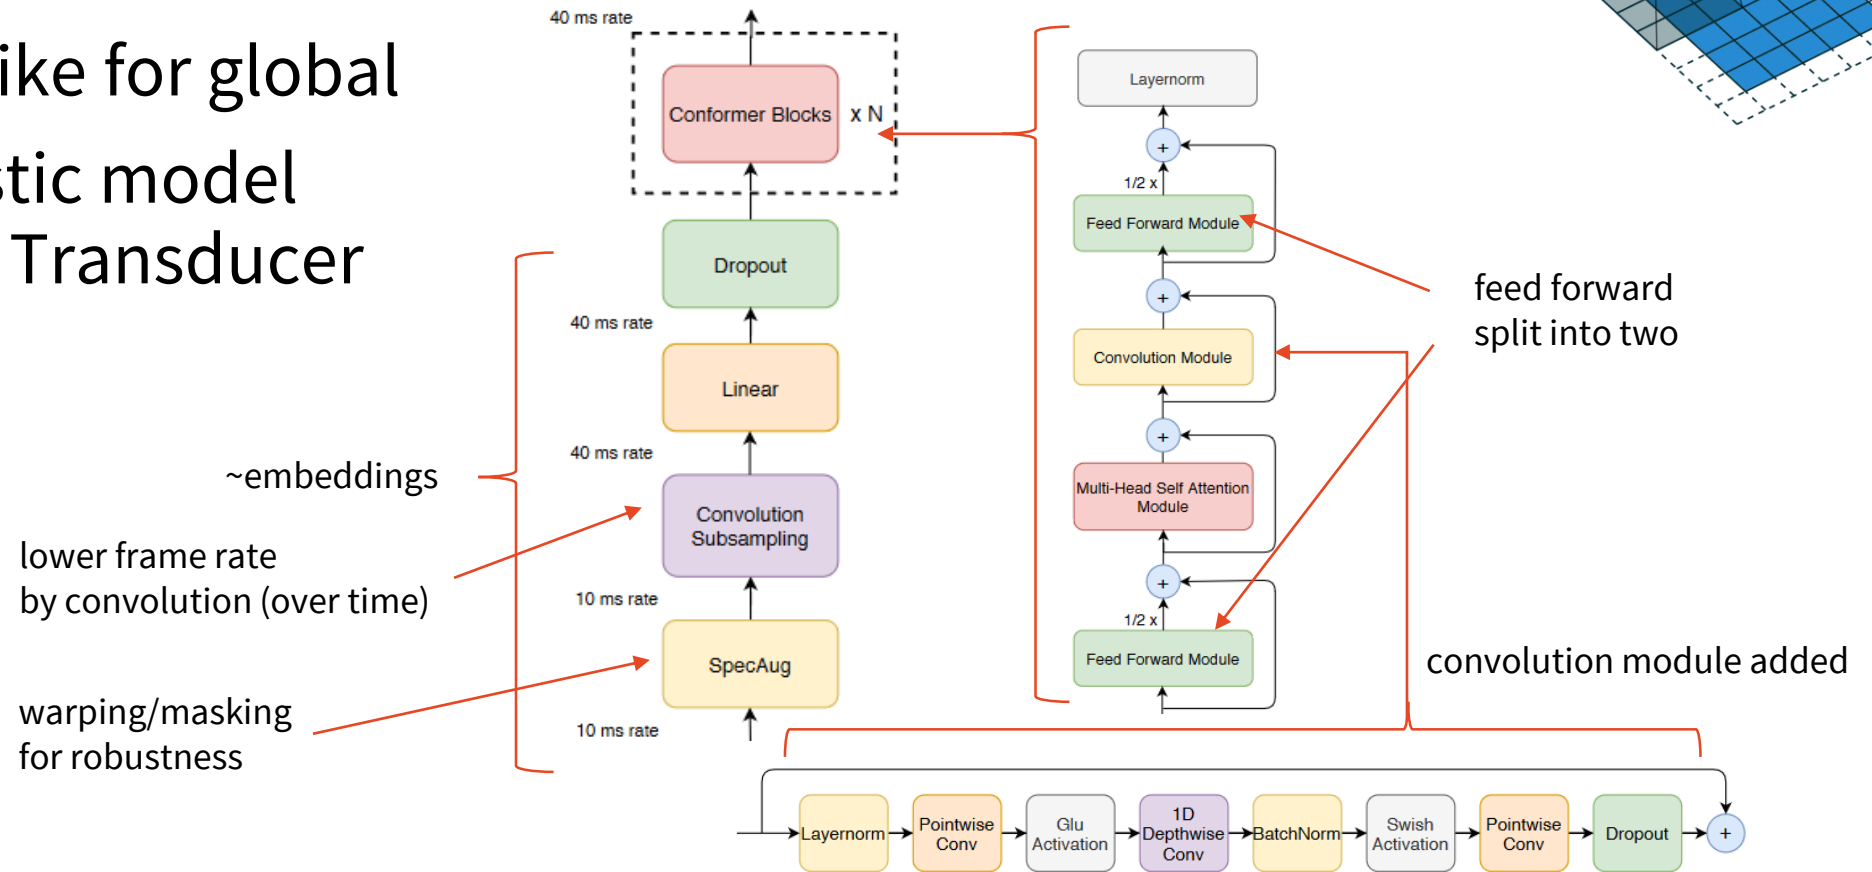 ike for global
stic model
Transducer
40 ms rate
Conformer Blocks
x N
Dropout
40 ms rate
Linear
40 ms rate
Convolution
Subsampling
10 ms rate
SpecAug
10 ms rate
~embeddings
lower frame rate
by convolution (over time)
warping/masking
for robustness
Layernorm
+
1/2 x
Feed Forward Module
+
Convolution Module
+
Multi-Head Self Attention
Module
+
1/2 x
Feed Forward Module
feed forward
split into two
convolution module added
Layernorm
Pointwise
Conv
Glu
Activation
1D
Depthwise
Conv
BatchNorm
Swish
Activation
Pointwise
Conv
Dropout
+